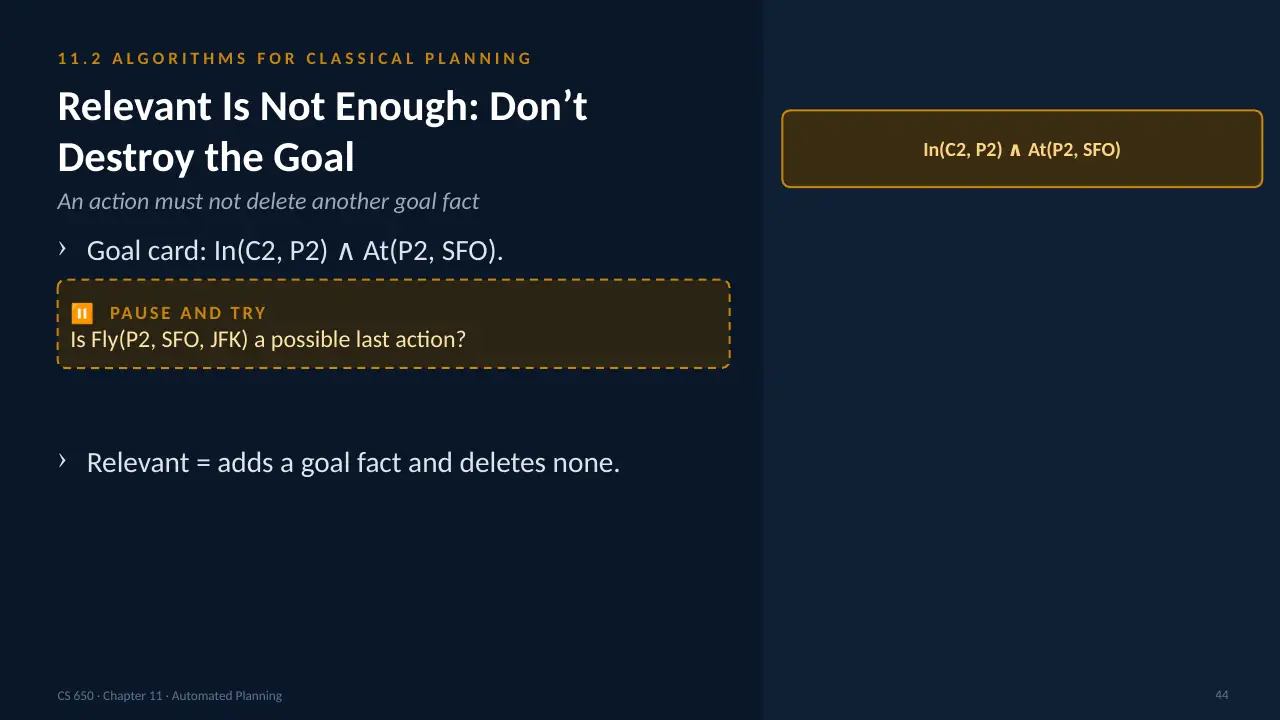 11.2 ALGORITHMS FOR CLASSICAL PLANNING
Relevant Is Not Enough: Don’t
Destroy the Goal
An action must not delete another goal fact
› Goal card: In(C2, P2) ∧ At(P2, SFO).
⏸ PAUSE AND TRY
Is Fly(P2, SFO, JFK) a possible last action?
› Relevant = adds a goal fact and deletes none.
In(C2, P2) ∧ At(P2, SFO)
CS 650 · Chapter 11 · Automated Planning
44